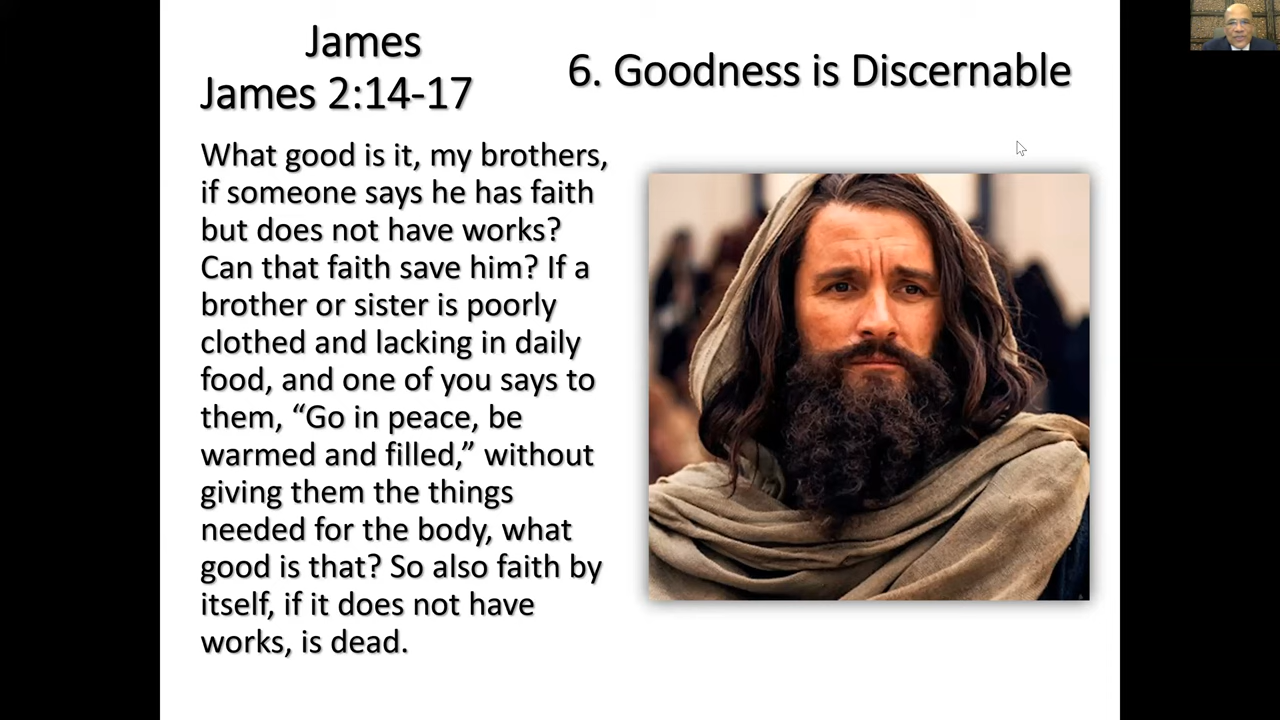 James
James 2:14-17
6. Goodness is Discernable
What good is it, my brothers,
if someone says he has faith
but does not have works?
Can that faith save him? If a
brother or sister is poorly
clothed and lacking in daily
food, and one of you says to
them, “Go in peace, be
warmed and filled,” without
giving them the things
needed for the body, what
good is that? So also faith by
itself, if it does not have
works, is dead.